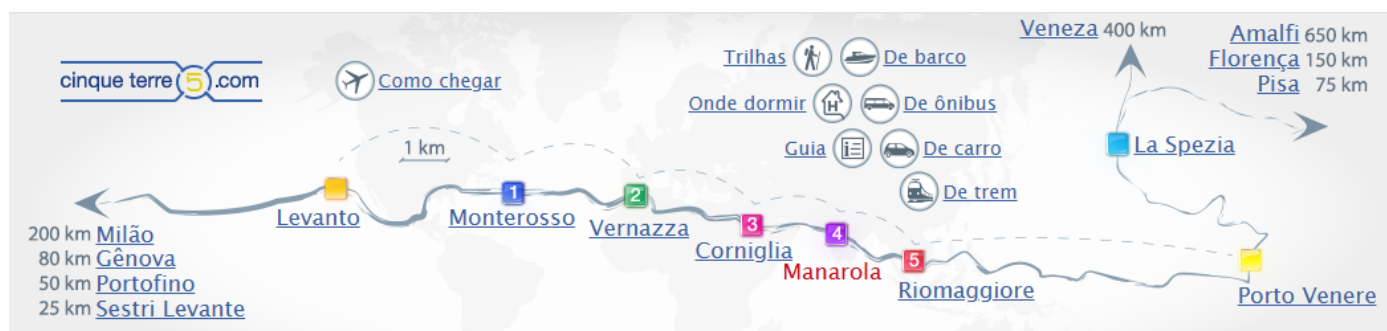 cinque terre 5 .com
Como chegar
1 km
Trilhas
De barco
Onde dormir
H
De ônibus
Guia
De carro
De trem
Veneza 400 km
Amalfi 650 km
Florença 150 km
Pisa 75 km
La Spezia
Levanto
1
Monterosso
2
Vernazza
3
Corniglia
4
Manarola
5
Riomaggiore
Porto Venere
200 km Milão
80 km Gênova
50 km Portofino
25 km Sestri Levante